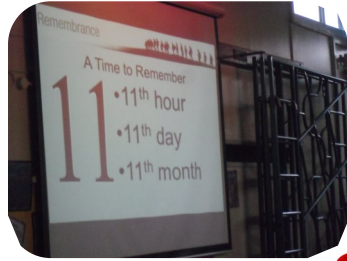 Remembrance
A Time to Remember
11
•11th hour
•11th day
•11th month